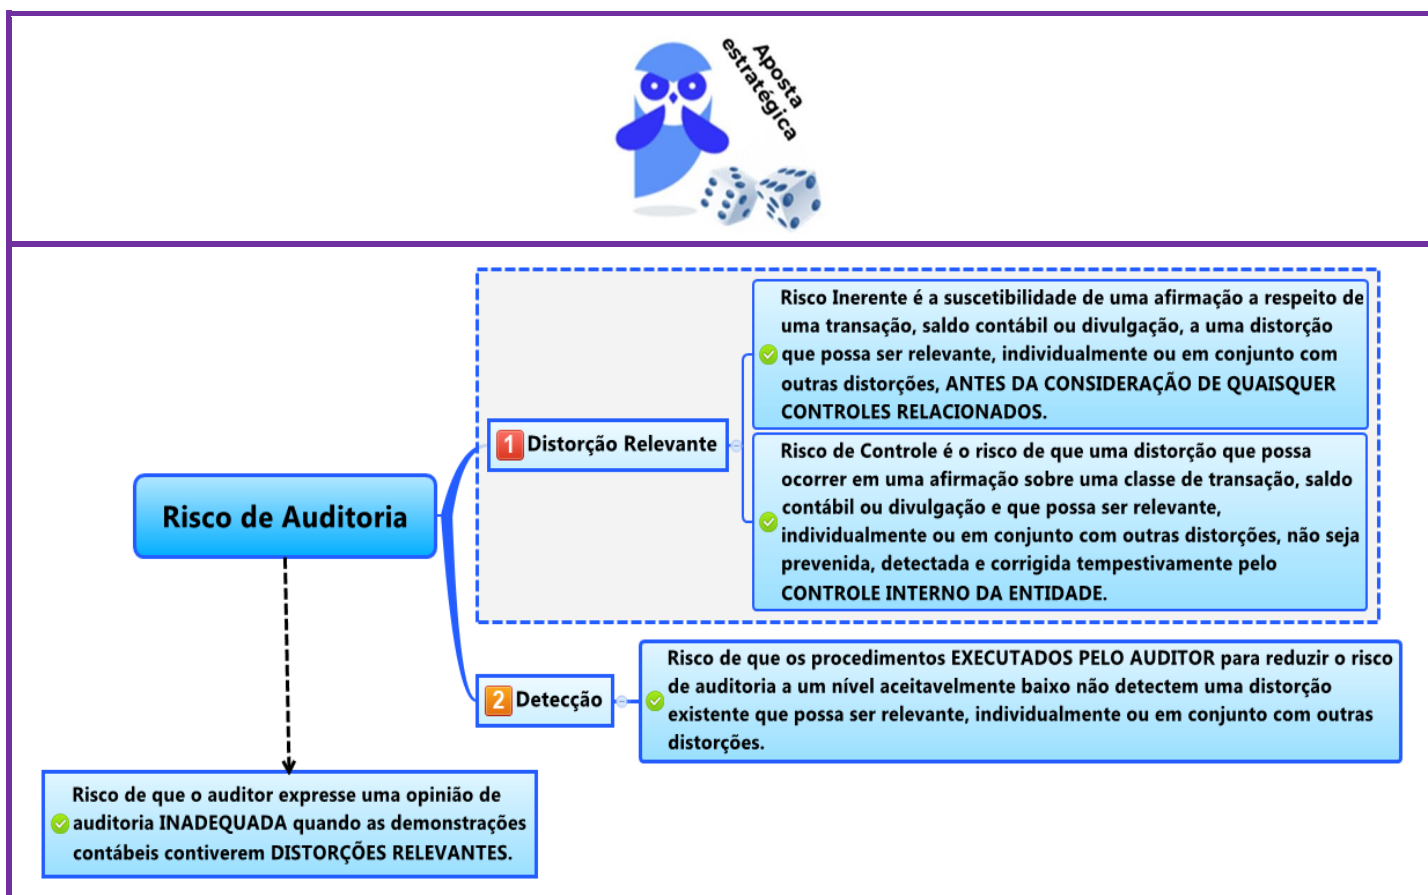 Aposta
estratégica
Risco Inerente é a suscetibilidade de uma afirmação a respeito de
uma transação, saldo contábil ou divulgação, a uma distorção
que possa ser relevante, individualmente ou em conjunto com
outras distorções, ANTES DA CONSIDERAÇÃO DE QUAISQUER
CONTROLES RELACIONADOS.
1 Distorção Relevante
Risco de Controle é o risco de que uma distorção que possa
ocorrer em uma afirmação sobre uma classe de transação, saldo
contábil ou divulgação e que possa ser relevante,
individualmente ou em conjunto com outras distorções, não seja
prevenida, detectada e corrigida tempestivamente pelo
CONTROLE INTERNO DA ENTIDADE.
Risco de Auditoria
Risco de que os procedimentos EXECUTADOS PELO AUDITOR para reduzir o risco
de auditoria a um nível aceitavelmente baixo não detectem uma distorção
existente que possa ser relevante, individualmente ou em conjunto com outras
distorções.
2 Detecção
Risco de que o auditor expresse uma opinião de
auditoria INADEQUADA quando as demonstrações
contábeis contiverem DISTORÇÕES RELEVANTES.